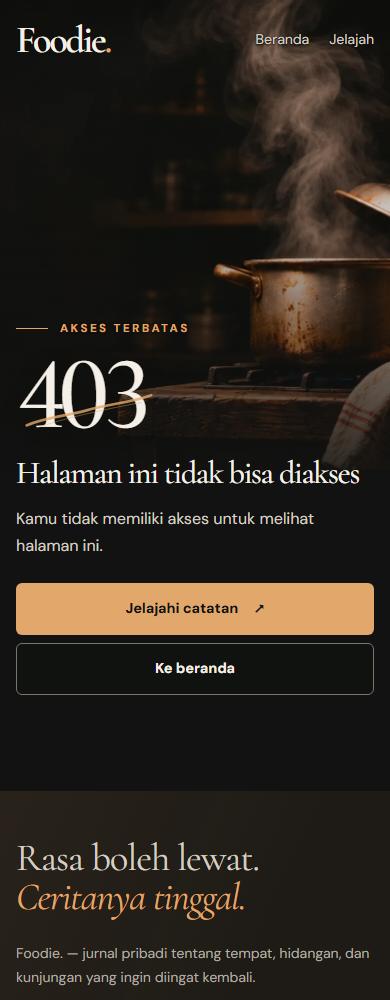 Foodie.
Beranda Jelajah
AKSES TERBATAS
403
Halaman ini tidak bisa diakses
Kamu tidak memiliki akses untuk melihat
halaman ini.
Jelajahi catatan ↗
Ke beranda
Rasa boleh lewat.
Ceritanya tinggal.
Foodie. — jurnal pribadi tentang tempat, hidangan, dan
kunjungan yang ingin diingat kembali.